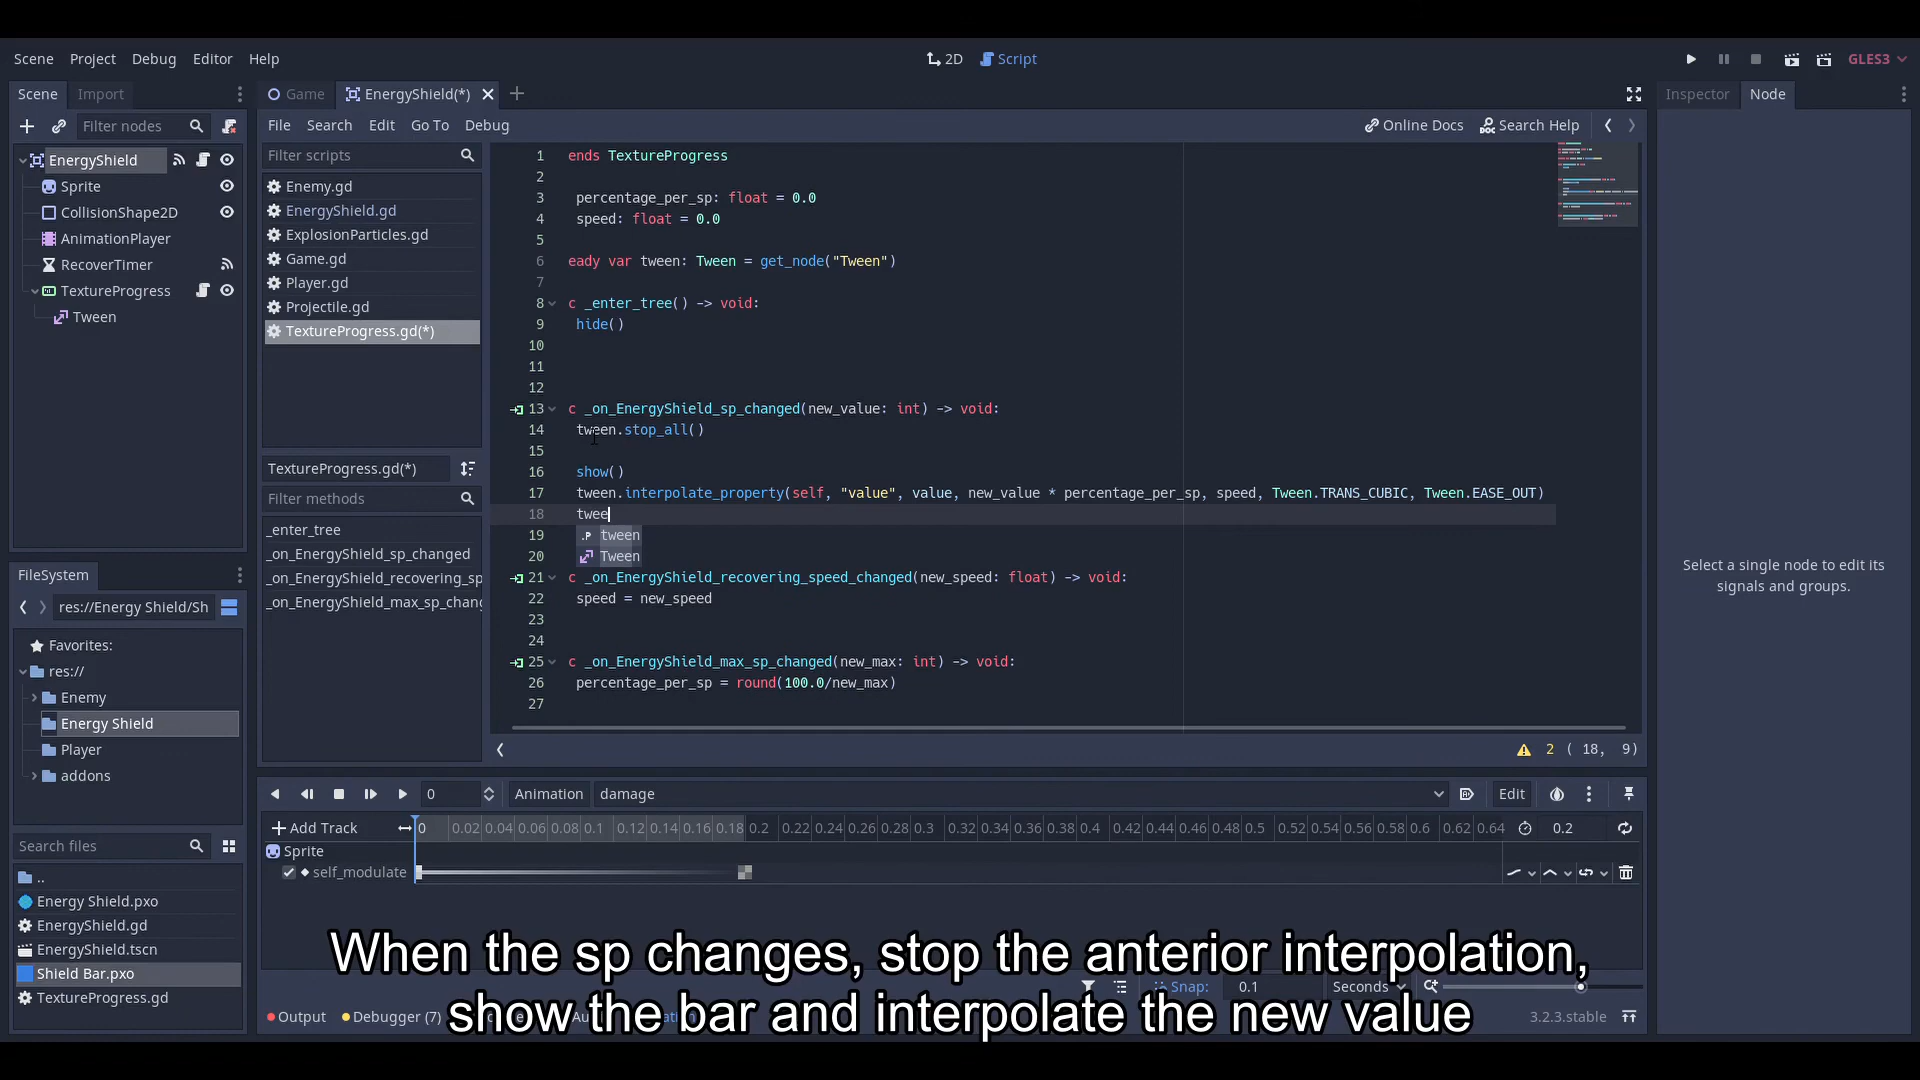 Scene Project Debug Editor Help
2D Script
GLES3
Scene Import
Game EnergyShield(*)
Inspector Node
Filter nodes
File Search Edit Go To Debug
Online Docs Search Help
EnergyShield
Sprite
CollisionShape2D
AnimationPlayer
RecoverTimer
TextureProgress
Tween
Filter scripts
Enemy.gd
EnergyShield.gd
ExplosionParticles.gd
Game.gd
Player.gd
Projectile.gd
TextureProgress.gd(*)
TextureProgress.gd(*)
Filter methods
_enter_tree
_on_EnergyShield_sp_changed
_on_EnergyShield_recovering_sp
_on_EnergyShield_max_sp_chang
1 ends TextureProgress
2
3 percentage_per_sp: float = 0.0
4 speed: float = 0.0
5
6 eady var tween: Tween = get_node("Tween")
7
8 c _enter_tree() -> void:
9 hide()
10
11
12
13 c _on_EnergyShield_sp_changed(new_value: int) -> void:
14 tween.stop_all()
15
16 show()
17 tween.interpolate_property(self, "value", value, new_value * percentage_per_sp, speed, Tween.TRANS_CUBIC, Tween.EASE_OUT)
18 twee
19 tween
20 Tween
21 c _on_EnergyShield_recovering_speed_changed(new_speed: float) -> void:
22 speed = new_speed
23
24
25 c _on_EnergyShield_max_sp_changed(new_max: int) -> void:
26 percentage_per_sp = round(100.0/new_max)
27
2 ( 18, 9)
Select a single node to edit its
signals and groups.
FileSystem
res://Energy Shield/Sh
Favorites:
res://
Enemy
Energy Shield
Player
addons
Search files
..
Energy Shield.pxo
EnergyShield.gd
EnergyShield.tscn
Shield Bar.pxo
TextureProgress.gd
0 Animation damage Edit
Add Track 0 0.02 0.04 0.06 0.08 0.1 0.12 0.14 0.16 0.18 0.2 0.22 0.24 0.26 0.28 0.3 0.32 0.34 0.36 0.38 0.4 0.42 0.44 0.46 0.48 0.5 0.52 0.54 0.56 0.58 0.6 0.62 0.64 0.2
Sprite
self_modulate
When the sp changes, stop the anterior interpolation,
show the bar and interpolate the new value
Snap: 0.1 Seconds
Output Debugger (7)
3.2.3.stable